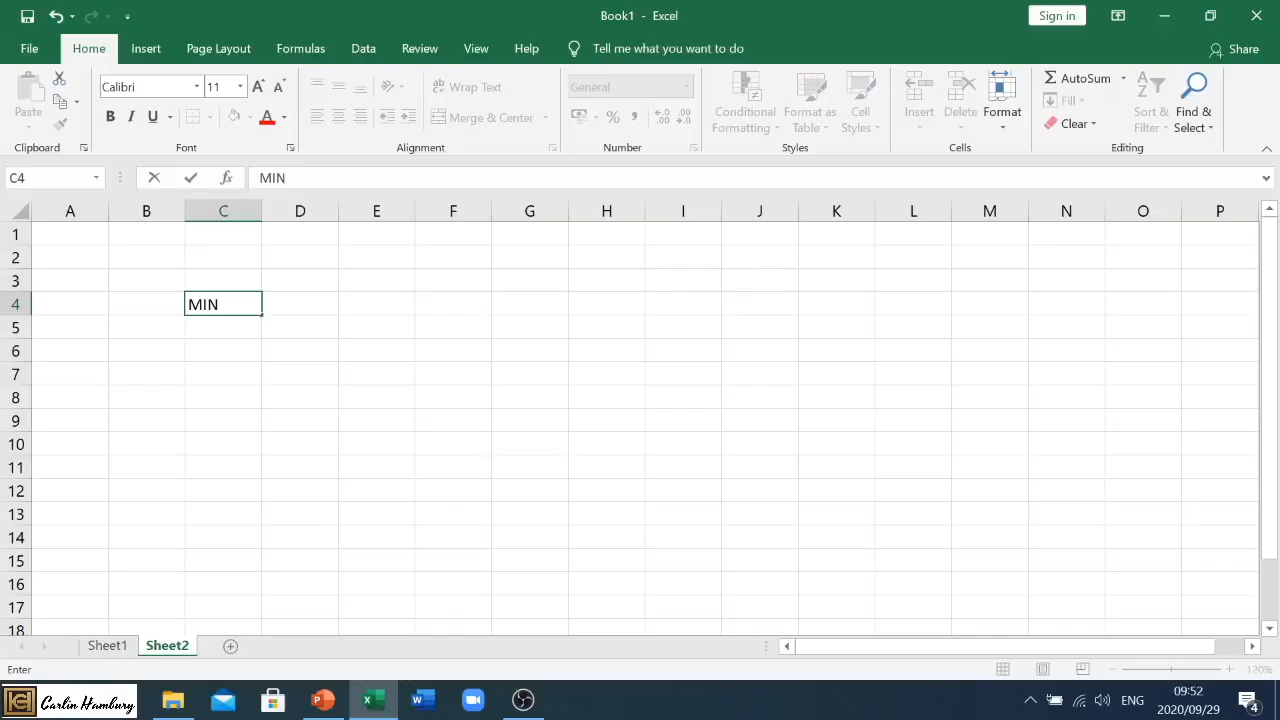 Book1 - Excel
Sign in
File Home Insert Page Layout Formulas Data Review View Help Tell me what you want to do Share
Calibri 11 Wrap Text General AutoSum
Paste Conditional Formatting Format as Table Cell Styles Insert Delete Format Fill Sort & Filter Find & Select
B I U A Merge & Center % , Clear
Clipboard Font Alignment Number Styles Cells Editing
C4 fx MIN
A B C D E F G H I J K L M N O P
1
2
3
4 MIN
5
6
7
8
9
10
11
12
13
14
15
16
17
18
Sheet1 Sheet2
Enter 120%
Carlin Hambury ENG 09:52
2020/09/29 4